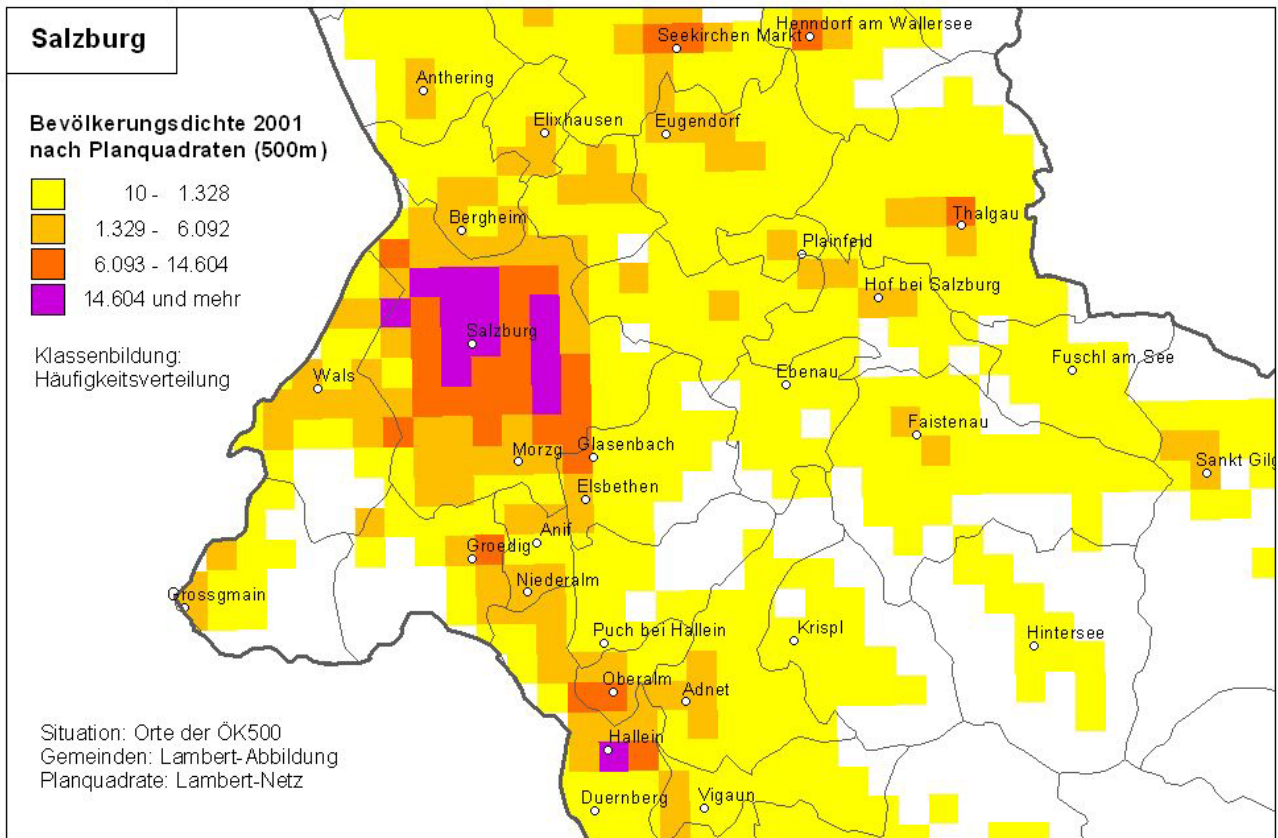 Salzburg
Bevölkerungsdichte 2001
nach Planquadraten (500m)
10 - 1.328
1.329 - 6.092
6.093 - 14.604
14.604 und mehr
Klassenbildung:
Häufigkeitsverteilung
Situation: Orte der ÖK500
Gemeinden: Lambert-Abbildung
Planquadrate: Lambert-Netz
Henndorf am Wallersee
Seekirchen Markt
Anthering
Elixhausen
Eugendorf
Bergheim
Thalgau
Plainfeld
Hof bei Salzburg
Salzburg
Fuschl am See
Wals
Ebenau
Faistenau
Morzg
Glasenbach
Sankt Gilg
Elsbethen
Anif
Groedig
Niederalm
Grossgmain
Puch bei Hallein
Krispl
Hintersee
Oberalm
Adnet
Hallein
Duernberg
Vigaun